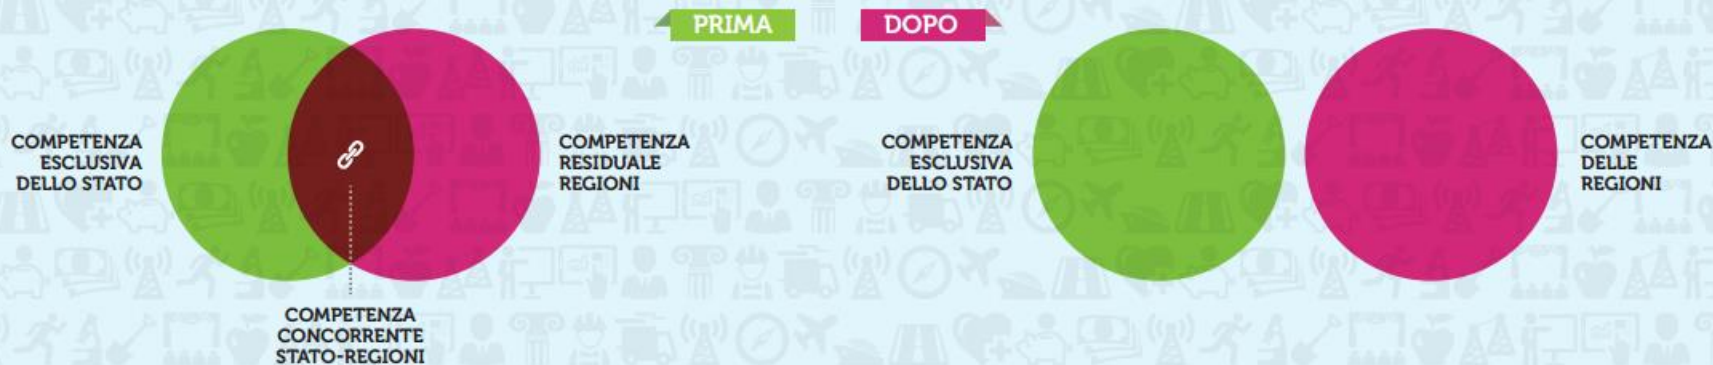 PRIMA
DOPO
COMPETENZA
ESCLUSIVA
DELLO STATO
COMPETENZA
RESIDUALE
REGIONI
COMPETENZA
CONCORRENTE
STATO-REGIONI
COMPETENZA
ESCLUSIVA
DELLO STATO
COMPETENZA
DELLE
REGIONI